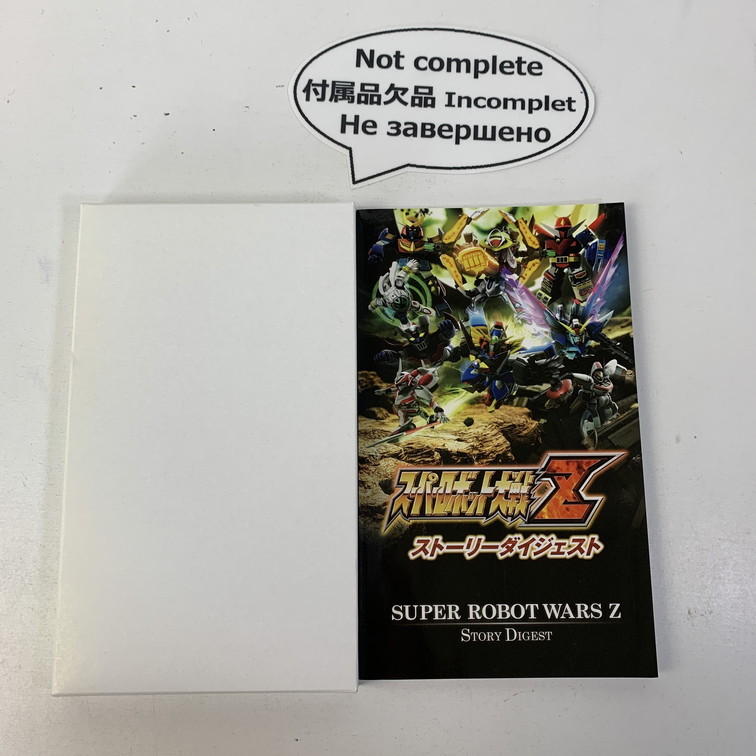 Not complete
付属品欠品 Incomplet
Не завершено
スーパーロボット大戦Z
ストーリーダイジェスト
SUPER ROBOT WARS Z
STORY DIGEST